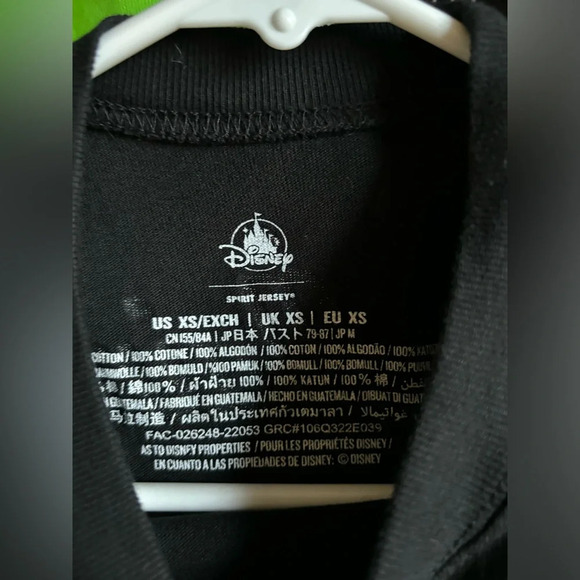 Disney
SPIRIT JERSEY®
US XS/EXCH | UK XS | EU XS
CN 155/84A | JP日本 バスト 79-87 | JP M
COTTON / 100% COTONE / 100% ALGODÓN / 100% COTON / 100% ALGODÃO / 100%
/ 100% BOMULD / %100 PAMUK / 100% BOMULL / 100% BOMULL / 100%
% / 綿100% / ผ้าฝ้าย 100% / 100% KATUN / 100% 棉 /
/ FABRIQUÉ EN GUATEMALA / HECHO EN GUATEMALA / DIBUAT DI
马拉制造 / ผลิตในประเทศกัวเตมาลา /
FAC-026248-22053 GRC#106Q322E039
AS TO DISNEY PROPERTIES / POUR LES PROPRIÉTÉS DISNEY /
EN CUANTO A LAS PROPIEDADES DE DISNEY: © DISNEY